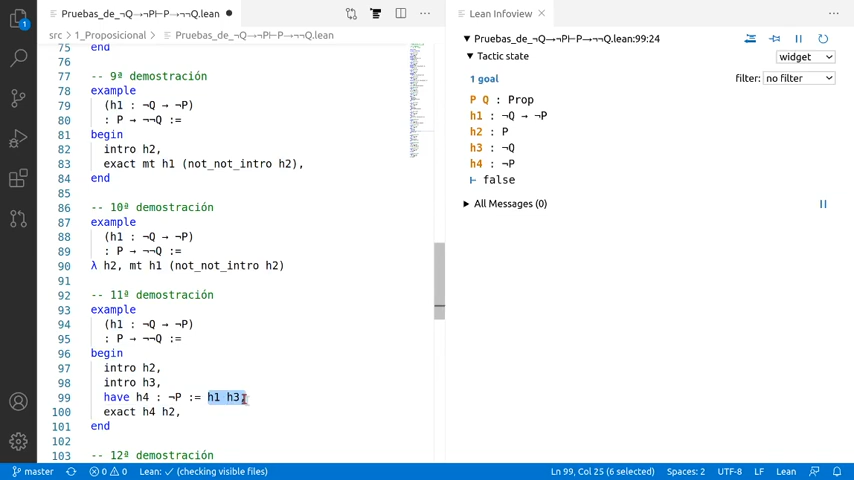 Pruebas_de_¬Q→¬P⊢P→¬¬Q.lean
src > 1_Proposicional > Pruebas_de_¬Q→¬P⊢P→¬¬Q.lean
75 end
76
77 -- 9ª demostración
78 example
79 (h1 : ¬Q → ¬P)
80 : P → ¬¬Q :=
81 begin
82 intro h2,
83 exact mt h1 (not_not_intro h2),
84 end
85
86 -- 10ª demostración
87 example
88 (h1 : ¬Q → ¬P)
89 : P → ¬¬Q :=
90 λ h2, mt h1 (not_not_intro h2)
91
92 -- 11ª demostración
93 example
94 (h1 : ¬Q → ¬P)
95 : P → ¬¬Q :=
96 begin
97 intro h2,
98 intro h3,
99 have h4 : ¬P := h1 h3,
100 exact h4 h2,
101 end
102
103 -- 12ª demostración
Lean Infoview
Pruebas_de_¬Q→¬P⊢P→¬¬Q.lean:99:24
Tactic state
widget
1 goal
filter: no filter
P Q : Prop
h1 : ¬Q → ¬P
h2 : P
h3 : ¬Q
h4 : ¬P
⊢ false
All Messages (0)
1
master 0 0 Lean: ✓ (checking visible files) Ln 99, Col 25 (6 selected) Spaces: 2 UTF-8 LF Lean